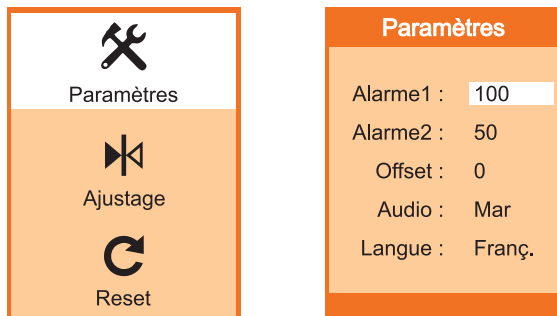 Paramètres
Ajustage
Reset
Paramètres
Alarme1 : 100
Alarme2 : 50
Offset : 0
Audio : Mar
Langue : Franç.